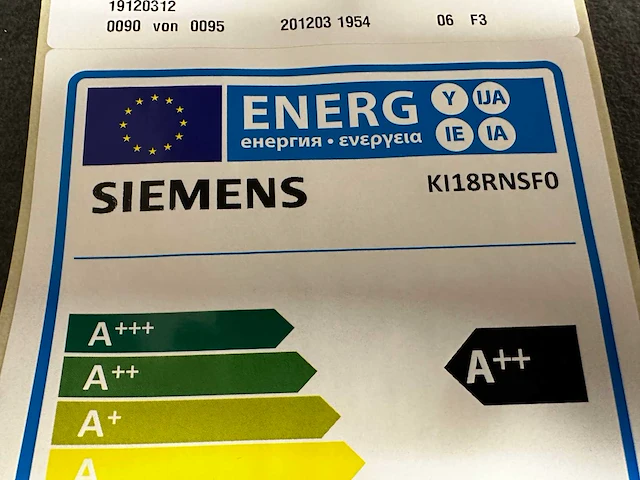 19120312
0090 von 0095 201203 1954 06 F3
ENERG Y IJA
енергия · ενεργεια IE IA
SIEMENS KI18RNSF0
A+++
A++ A++
A+
A